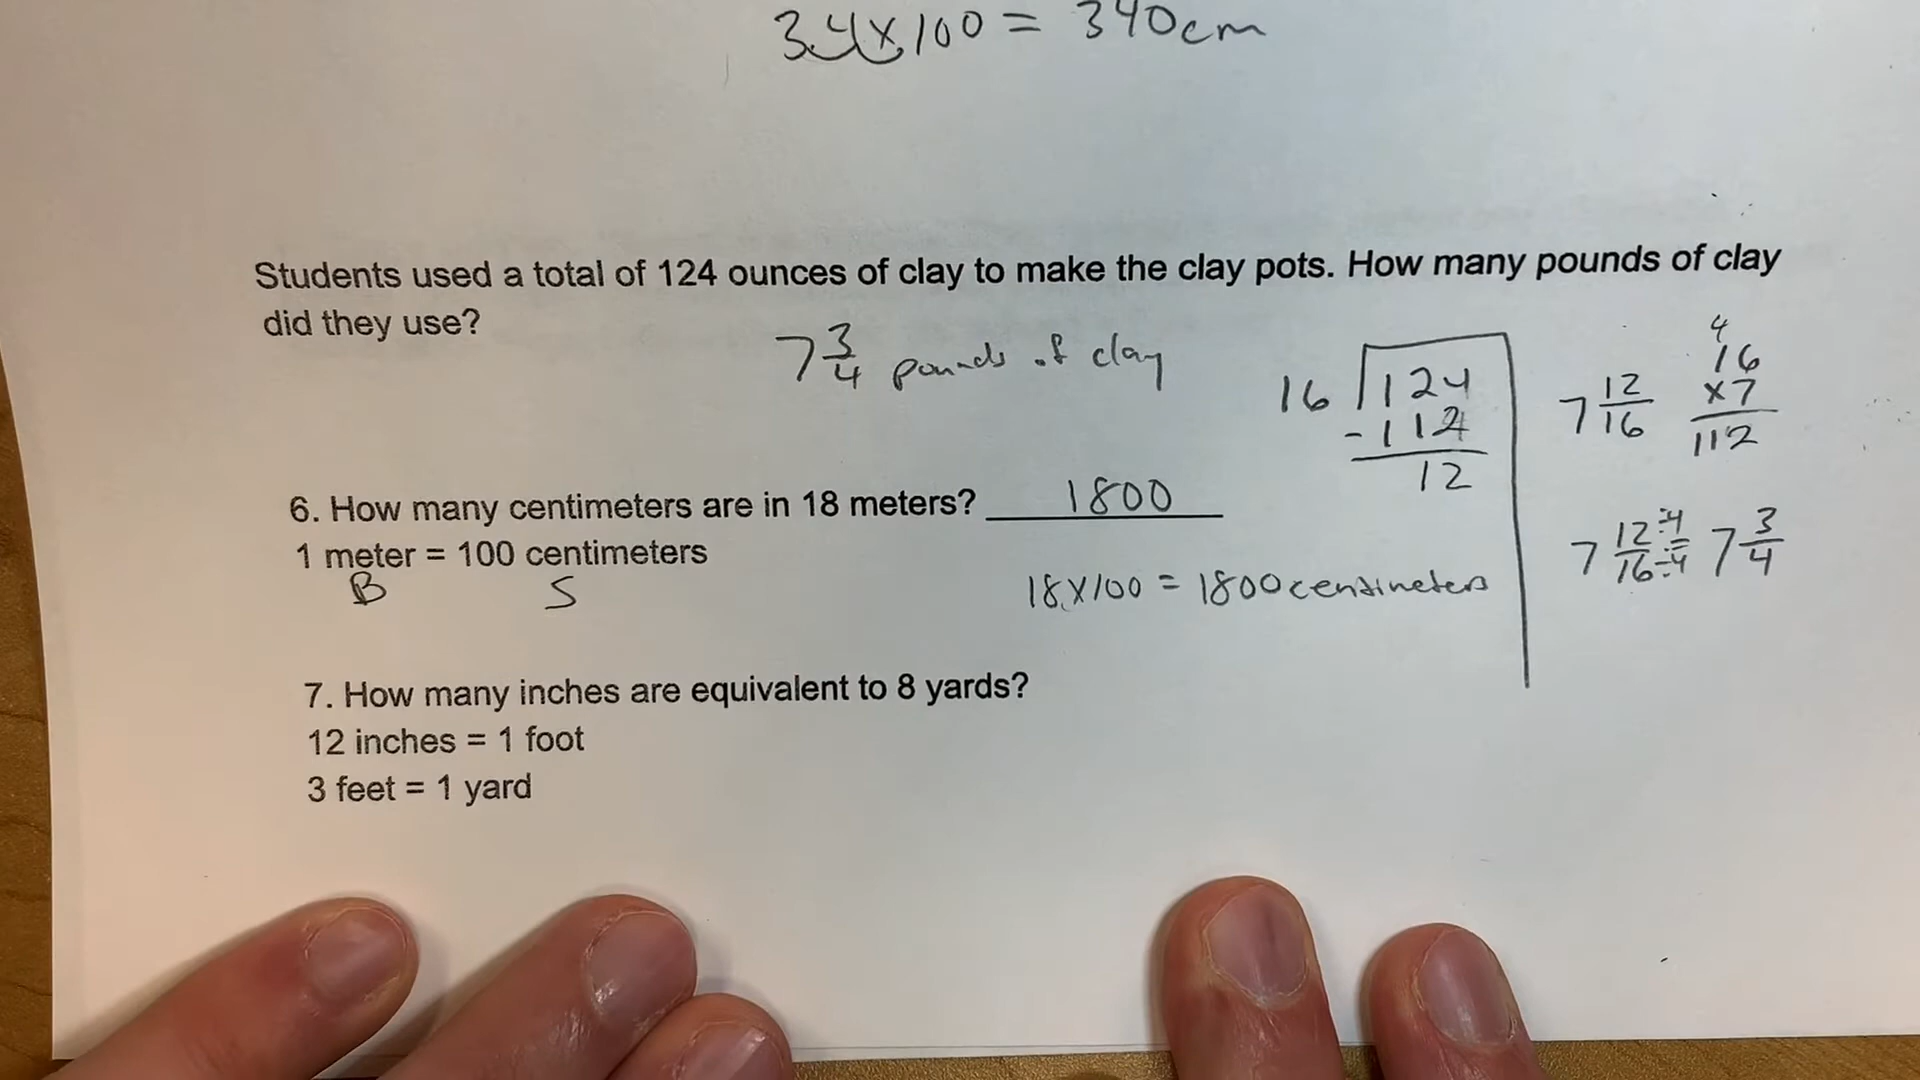 3.4x100 = 340cm
Students used a total of 124 ounces of clay to make the clay pots. How many pounds of clay
did they use?
7 3/4 pounds of clay
16 124
-112
12
7 12/16
4
16
x7
112
7 12÷4/16÷4 = 7 3/4
6. How many centimeters are in 18 meters? 1800
1 meter = 100 centimeters
B S
18x100 = 1800 centimeters
7. How many inches are equivalent to 8 yards?
12 inches = 1 foot
3 feet = 1 yard